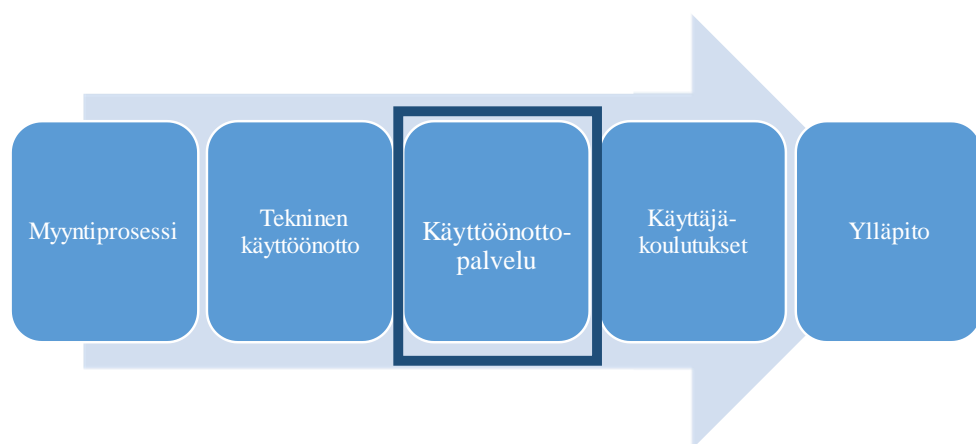 Myyntiprosessi
Tekninen
käyttöönotto
Käyttöönotto-
palvelu
Käyttäjä-
koulutukset
Ylläpito